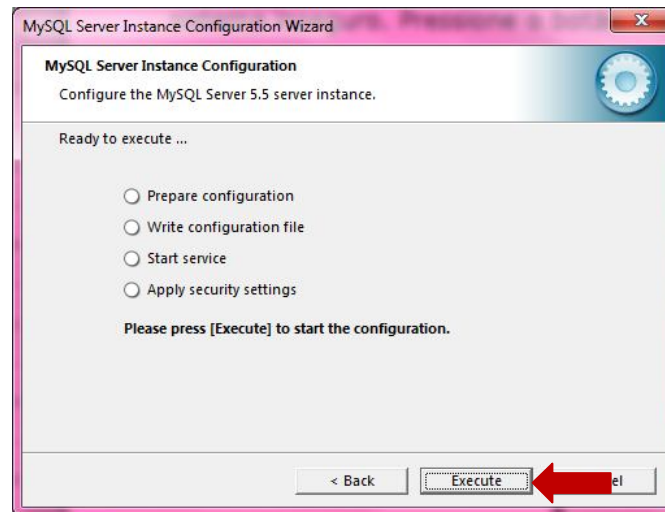 MySQL Server Instance Configuration Wizard
MySQL Server Instance Configuration
Configure the MySQL Server 5.5 server instance.
Ready to execute ...
Prepare configuration
Write configuration file
Start service
Apply security settings
Please press [Execute] to start the configuration.
< Back Execute